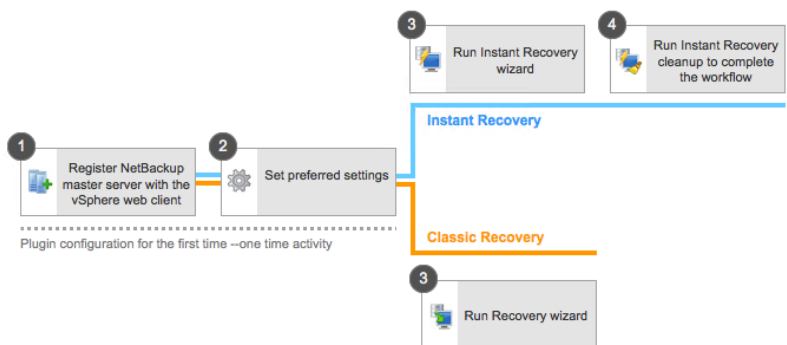 3
Run Instant Recovery
wizard
4
Run Instant Recovery
cleanup to complete
the workflow
Instant Recovery
1
Register NetBackup
master server with the
vSphere web client
2
Set preferred settings
Plugin configuration for the first time --one time activity
Classic Recovery
3
Run Recovery wizard